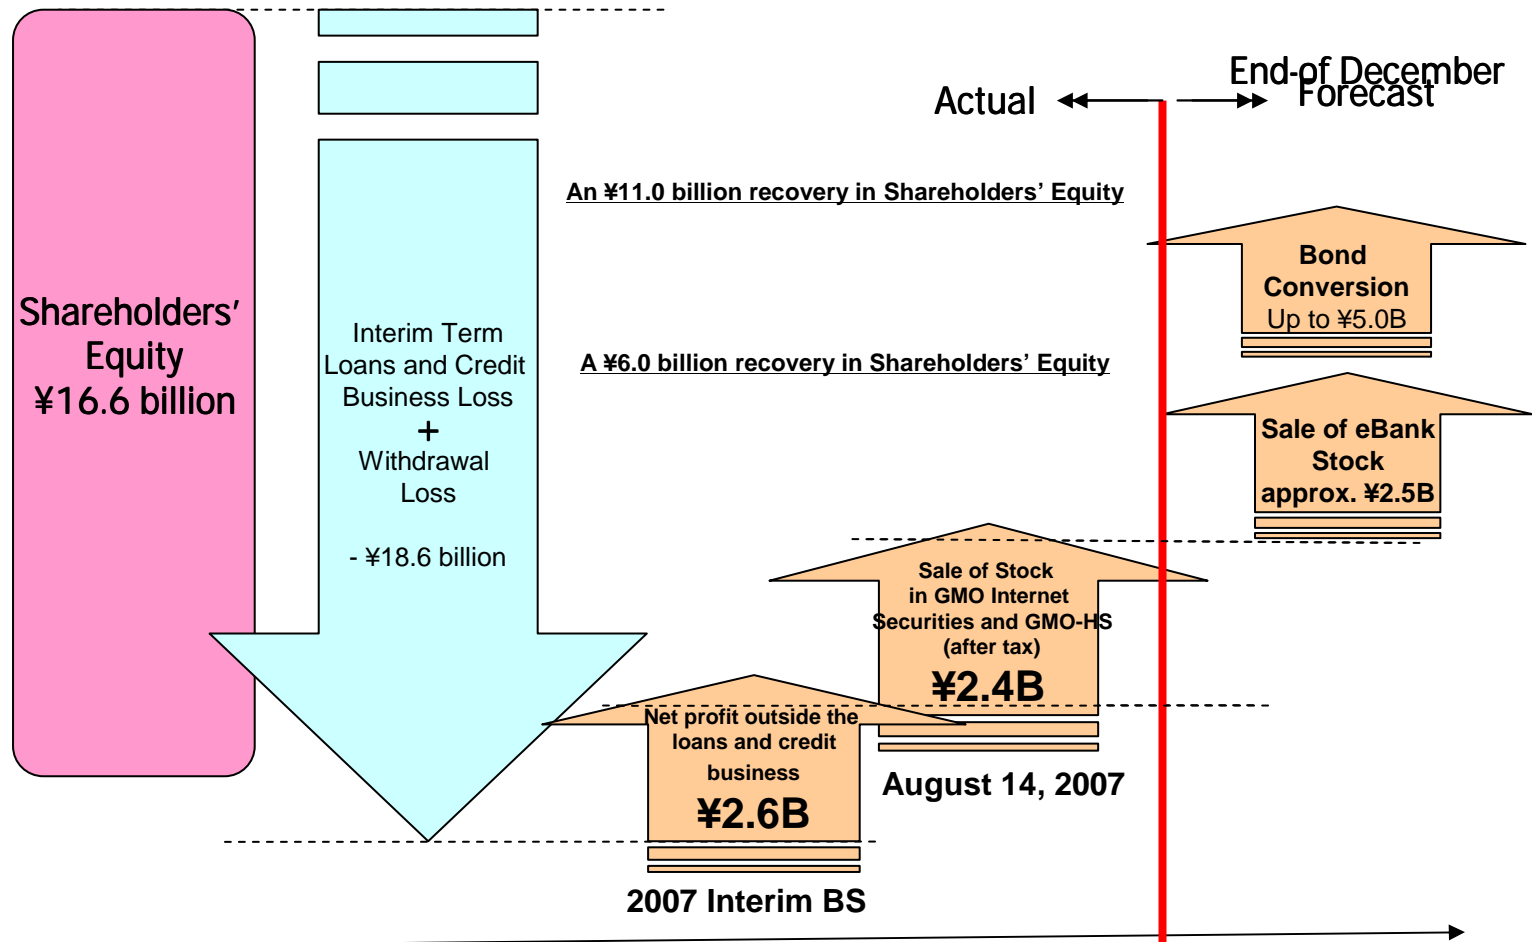 End-of December
Actual
Forecast
An ¥11.0 billion recovery in Shareholders’ Equity
Bond
Conversion
Up to ¥5.0B
Shareholders’
Equity
¥16.6 billion
Interim Term
Loans and Credit
Business Loss
+
Withdrawal
Loss
- ¥18.6 billion
A ¥6.0 billion recovery in Shareholders’ Equity
Sale of eBank
Stock
approx. ¥2.5B
Sale of Stock
in GMO Internet
Securities and GMO-HS
(after tax)
¥2.4B
August 14, 2007
Net profit outside the
loans and credit
business
¥2.6B
2007 Interim BS